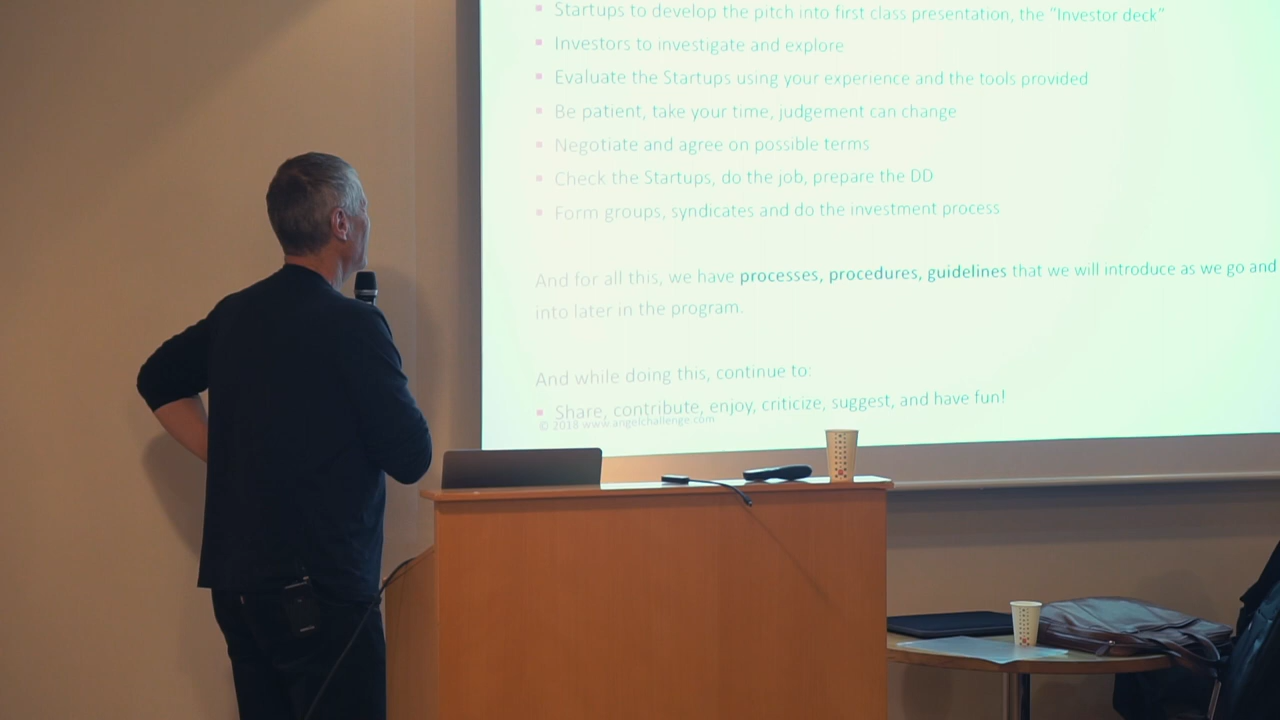 Startups to develop the pitch into first class presentation, the “Investor deck”
Investors to investigate and explore
Evaluate the Startups using your experience and the tools provided
Be patient, take your time, judgement can change
Negotiate and agree on possible terms
Check the Startups, do the job, prepare the DD
Form groups, syndicates and do the investment process
And for all this, we have processes, procedures, guidelines that we will introduce as we go and
into later in the program.
And while doing this, continue to:
Share, contribute, enjoy, criticize, suggest, and have fun!
© 2018 www.angelchallenge.com